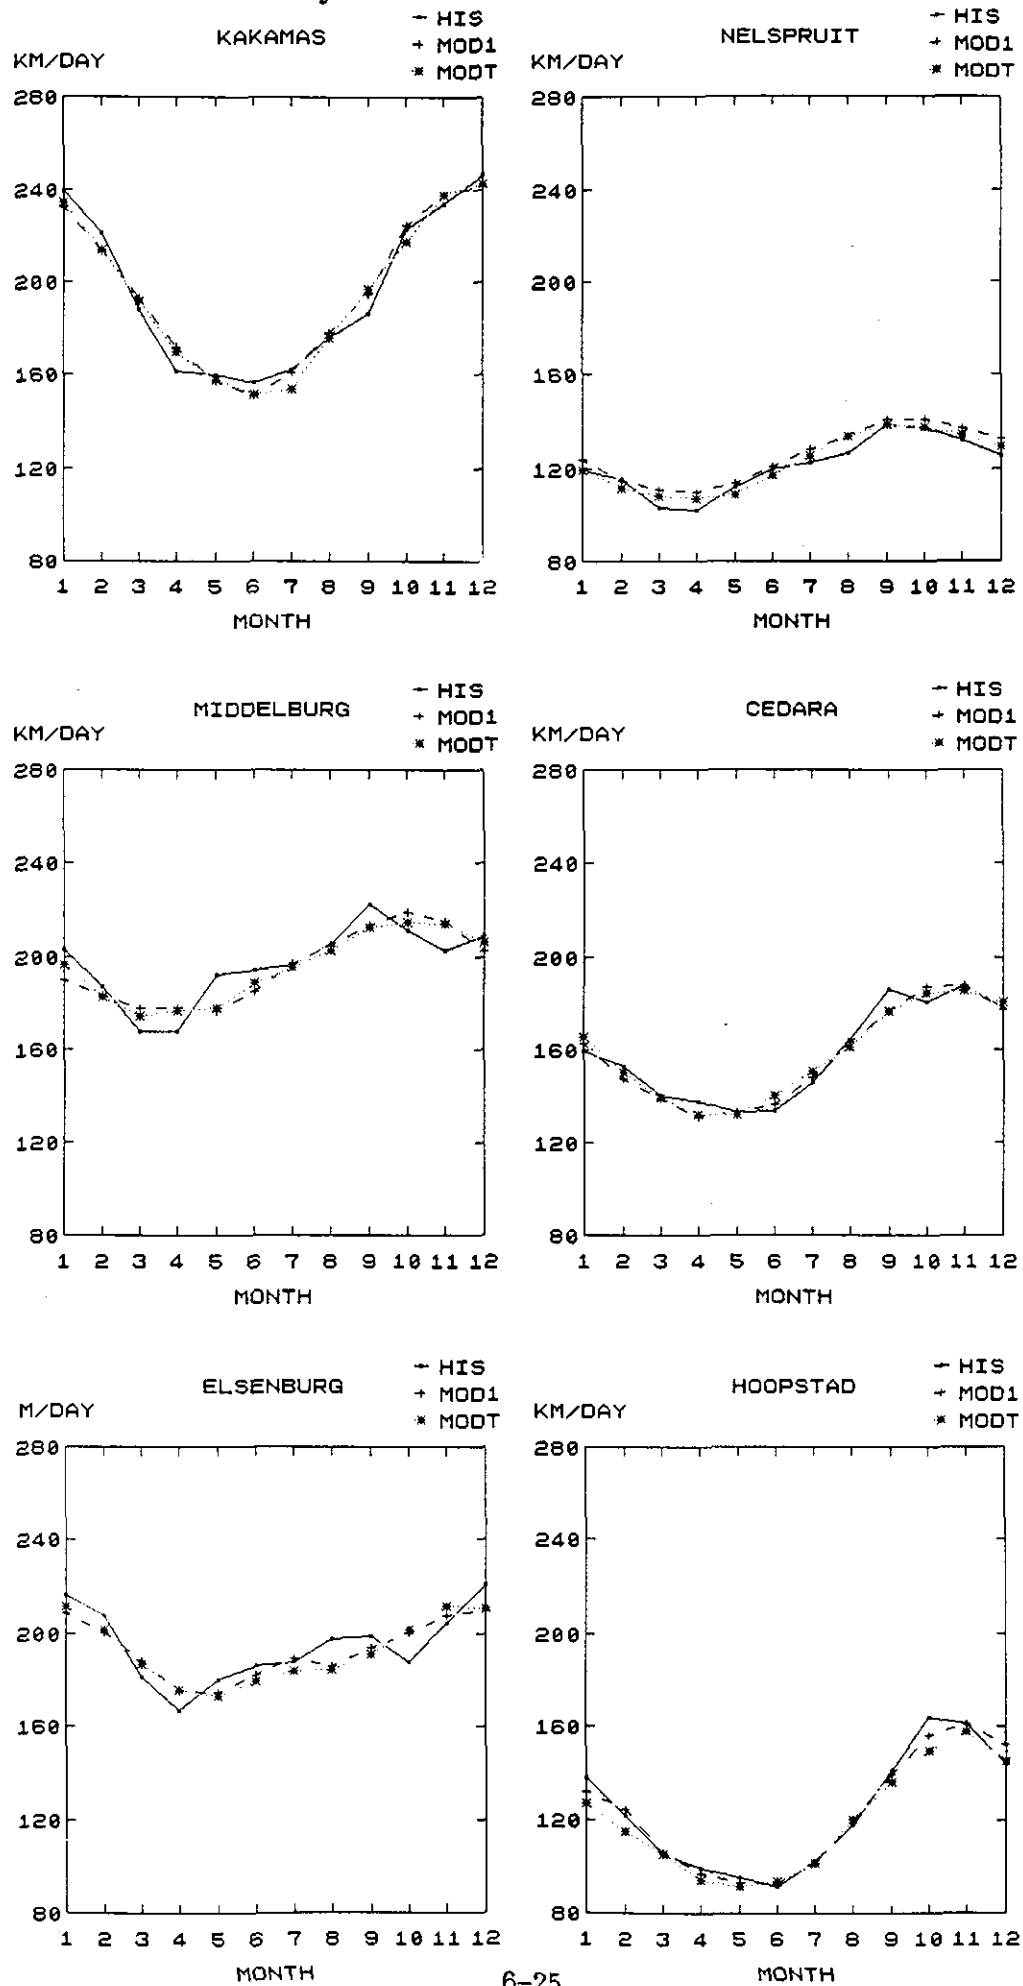 KAKAMAS
HIS
MOD1
MODT
KM/DAY
280
240
200
160
120
80
1 2 3 4 5 6 7 8 9 10 11 12
MONTH
NELSPRUIT
HIS
MOD1
MODT
KM/DAY
280
240
200
160
120
80
1 2 3 4 5 6 7 8 9 10 11 12
MONTH
MIDDELBURG
HIS
MOD1
MODT
KM/DAY
280
240
200
160
120
80
1 2 3 4 5 6 7 8 9 10 11 12
MONTH
CEDARA
HIS
MOD1
MODT
KM/DAY
280
240
200
160
120
80
1 2 3 4 5 6 7 8 9 10 11 12
MONTH
ELSENBURG
HIS
MOD1
MODT
M/DAY
280
240
200
160
120
80
1 2 3 4 5 6 7 8 9 10 11 12
MONTH
HOOPSTAD
HIS
MOD1
MODT
KM/DAY
280
240
200
160
120
80
1 2 3 4 5 6 7 8 9 10 11 12
MONTH
6-25